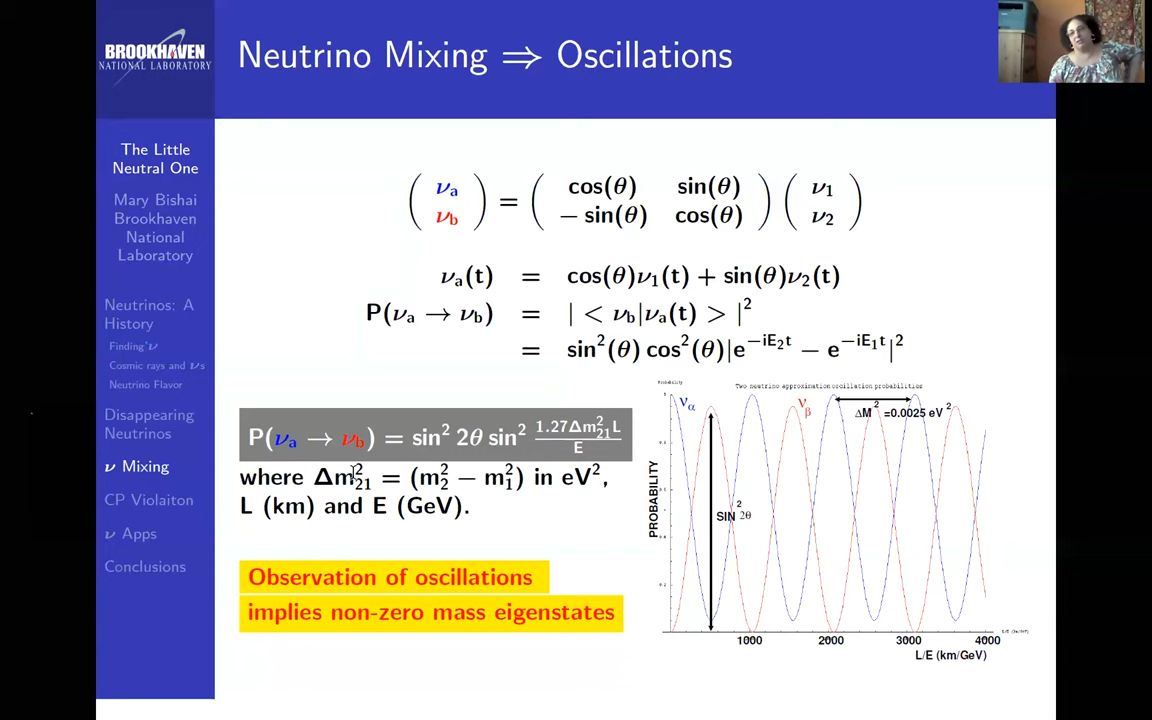 BROOKHAVEN
NATIONAL LABORATORY
Neutrino Mixing ⇒ Oscillations
The Little
Neutral One
Mary Bishai
Brookhaven
National
Laboratory
Neutrinos: A
History
Finding ν
Cosmic rays and νs
Neutrino Flavor
Disappearing
Neutrinos
ν Mixing
CP Violaiton
ν Apps
Conclusions
( νa ) = ( cos(θ) sin(θ) ) ( ν1 )
( νb ) ( − sin(θ) cos(θ) ) ( ν2 )
νa(t) = cos(θ)ν1(t) + sin(θ)ν2(t)
P(νa → νb) = | < νb|νa(t) > |²
= sin²(θ) cos²(θ)|e^−iE2t − e^−iE1t|²
P(νa → νb) = sin² 2θ sin² 1.27Δm²21L / E
where Δm²21 = (m²2 − m²1) in eV²,
L (km) and E (GeV).
Observation of oscillations
implies non-zero mass eigenstates
Probability
Two neutrino approximation oscillation probabilities
να
νβ
ΔM² =0.0025 eV²
PROBABILITY
SIN² 2θ
1000 2000 3000 4000
L/E (km/GeV)